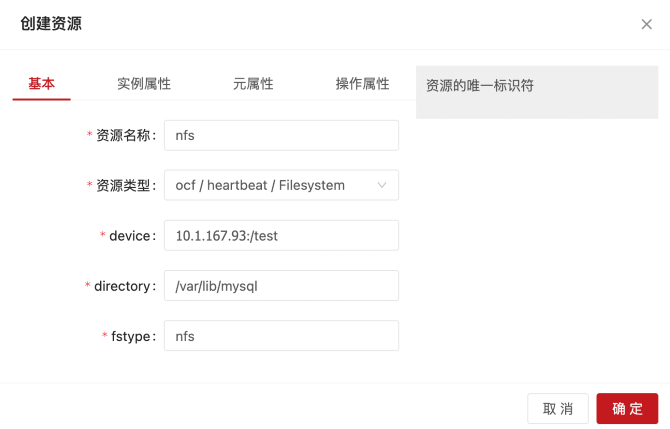 创建资源
基本 实例属性 元属性 操作属性
资源的唯一标识符
* 资源名称: nfs
* 资源类型: ocf / heartbeat / Filesystem
* device: 10.1.167.93:/test
* directory: /var/lib/mysql
* fstype: nfs
取 消 确 定